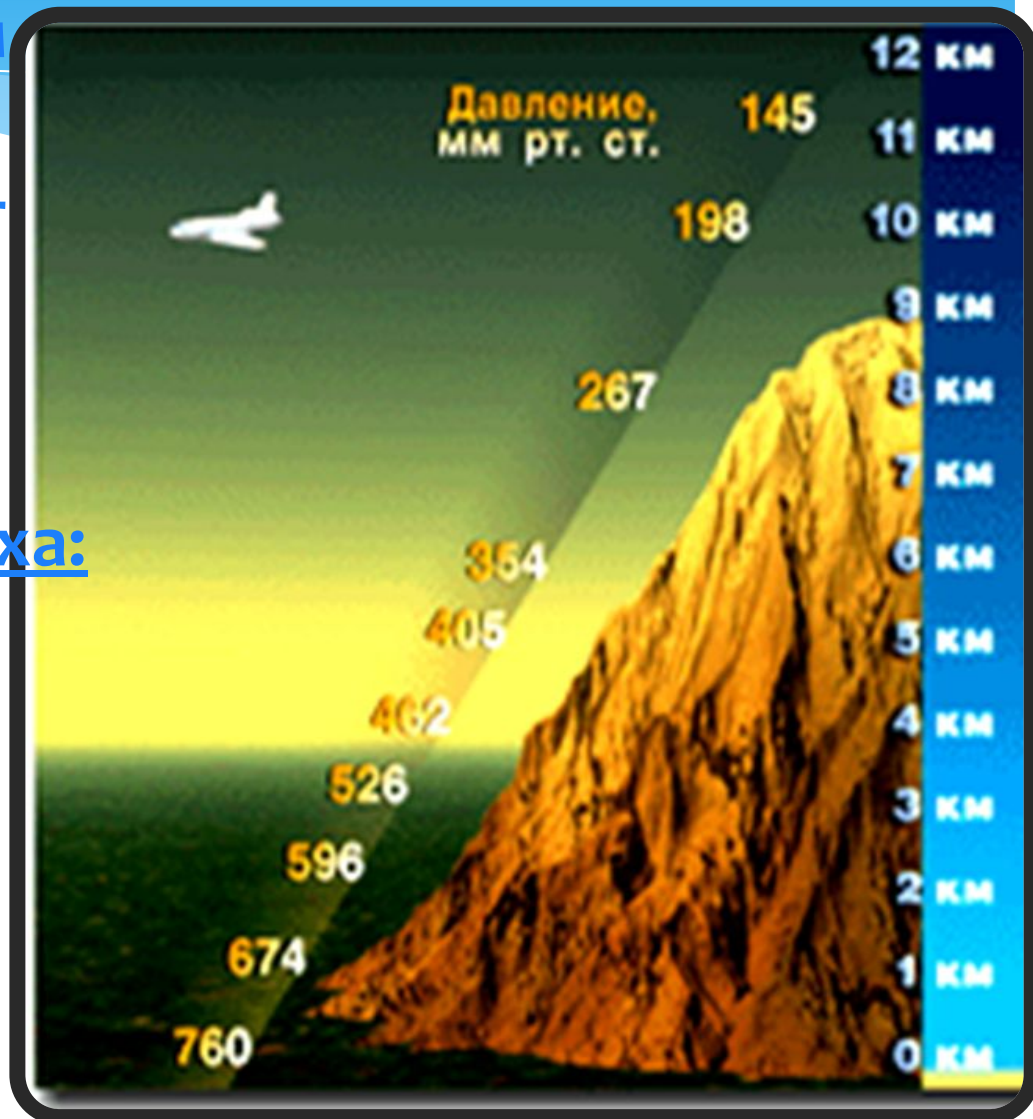 12 км
Давление, 145
мм рт. ст.
11 км
198 10 км
9 км
267 8 км
7 км
ха:
354 6 км
405 5 км
462 4 км
526
3 км
596
2 км
674 1 км
760 0 км